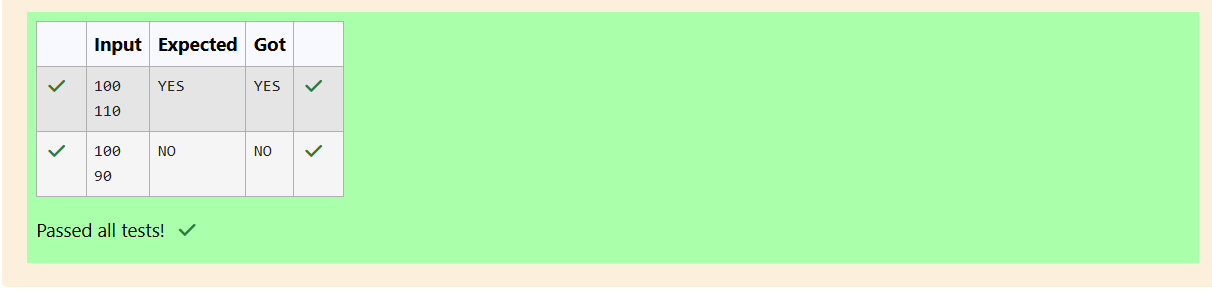 Input Expected Got
100 YES YES
110
100 NO NO
90
Passed all tests!